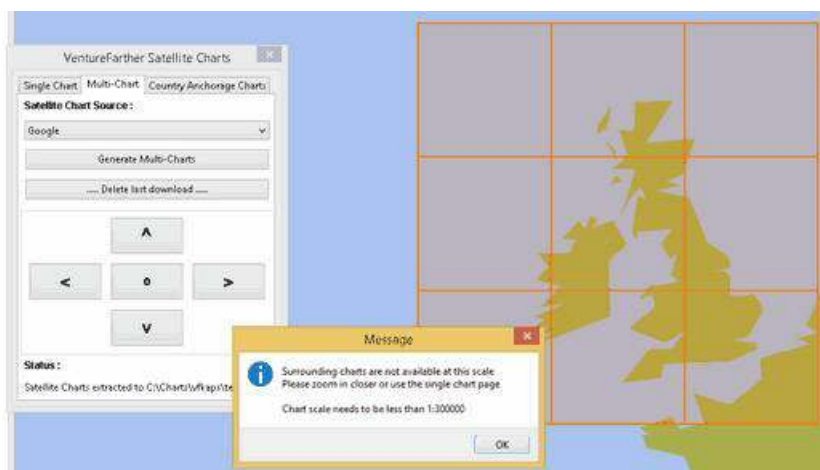 VentureFarther Satellite Charts
Single Chart Multi-Chart Country Anchorage Charts
Satellite Chart Source :
Google
Generate Multi-Charts
..... Delete last download .....
^
< o >
v
Status :
Satellite Charts extracted to C:\Charts\vfkaps\te
Message
Surrounding charts are not available at this scale
Please zoom in closer or use the single chart page
Chart scale needs to be less than 1:300000
OK